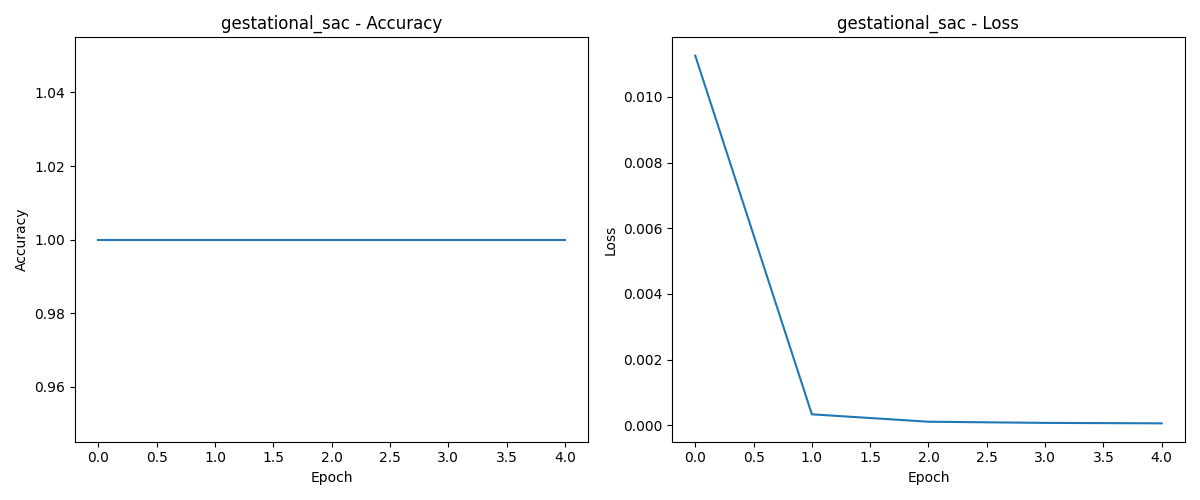 gestational_sac - Accuracy
Accuracy
1.04
1.02
1.00
0.98
0.96
0.0 0.5 1.0 1.5 2.0 2.5 3.0 3.5 4.0
Epoch
gestational_sac - Loss
Loss
0.010
0.008
0.006
0.004
0.002
0.000
0.0 0.5 1.0 1.5 2.0 2.5 3.0 3.5 4.0
Epoch